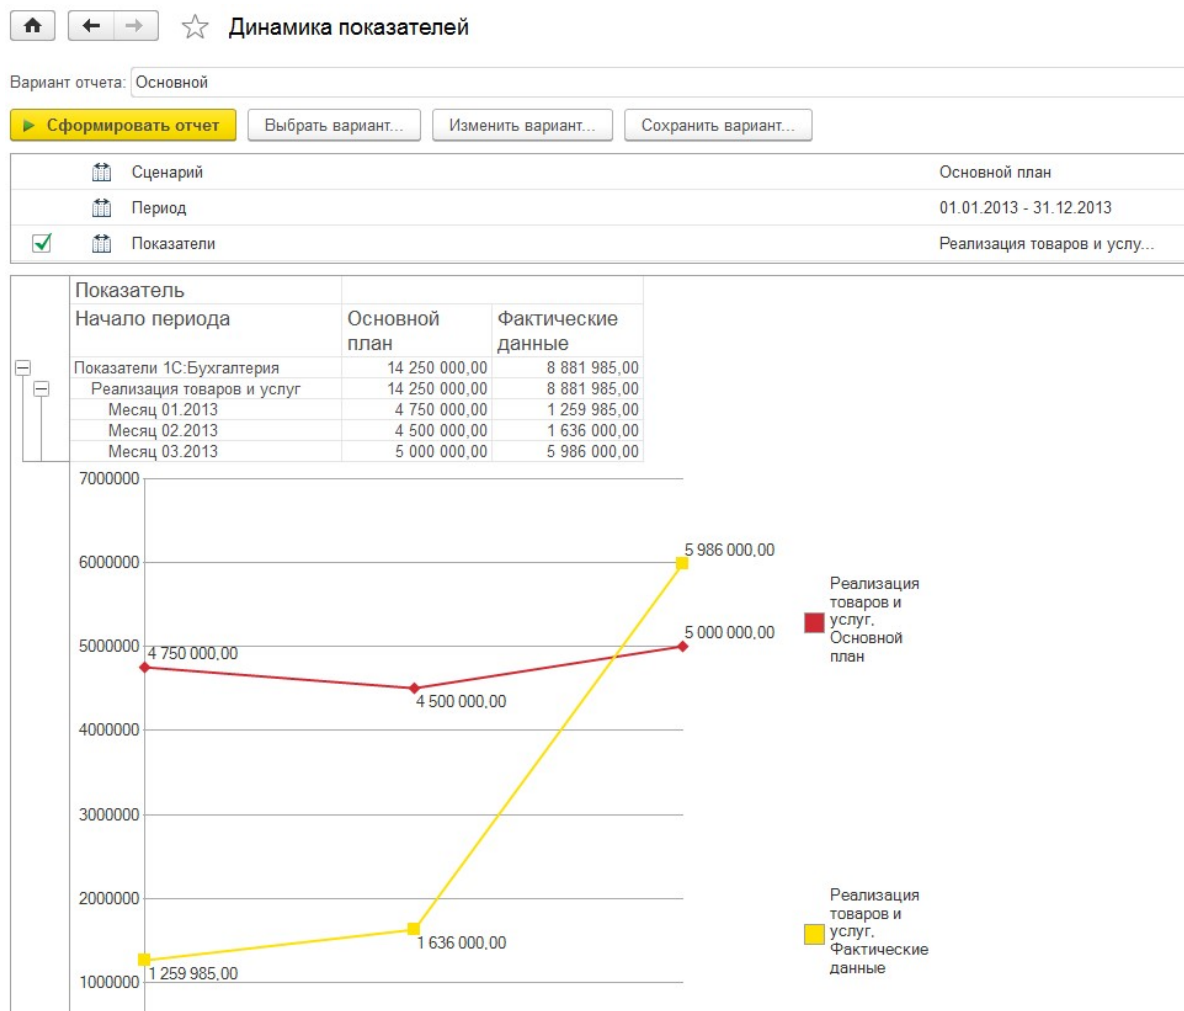 Динамика показателей
Вариант отчета: Основной
Сформировать отчет Выбрать вариант... Изменить вариант... Сохранить вариант...
Сценарий Основной план
Период 01.01.2013 - 31.12.2013
Показатели Реализация товаров и услу...
Показатель
Начало периода Основной план Фактические данные
Показатели 1С:Бухгалтерия 14 250 000,00 8 881 985,00
Реализация товаров и услуг 14 250 000,00 8 881 985,00
Месяц 01.2013 4 750 000,00 1 259 985,00
Месяц 02.2013 4 500 000,00 1 636 000,00
Месяц 03.2013 5 000 000,00 5 986 000,00
7000000
5 986 000,00
6000000
Реализация
товаров и
услуг,
Основной
план
5 000 000,00
5000000
4 750 000,00
4 500 000,00
4000000
3000000
2000000
Реализация
товаров и
услуг,
Фактические
данные
1 636 000,00
1 259 985,00
1000000